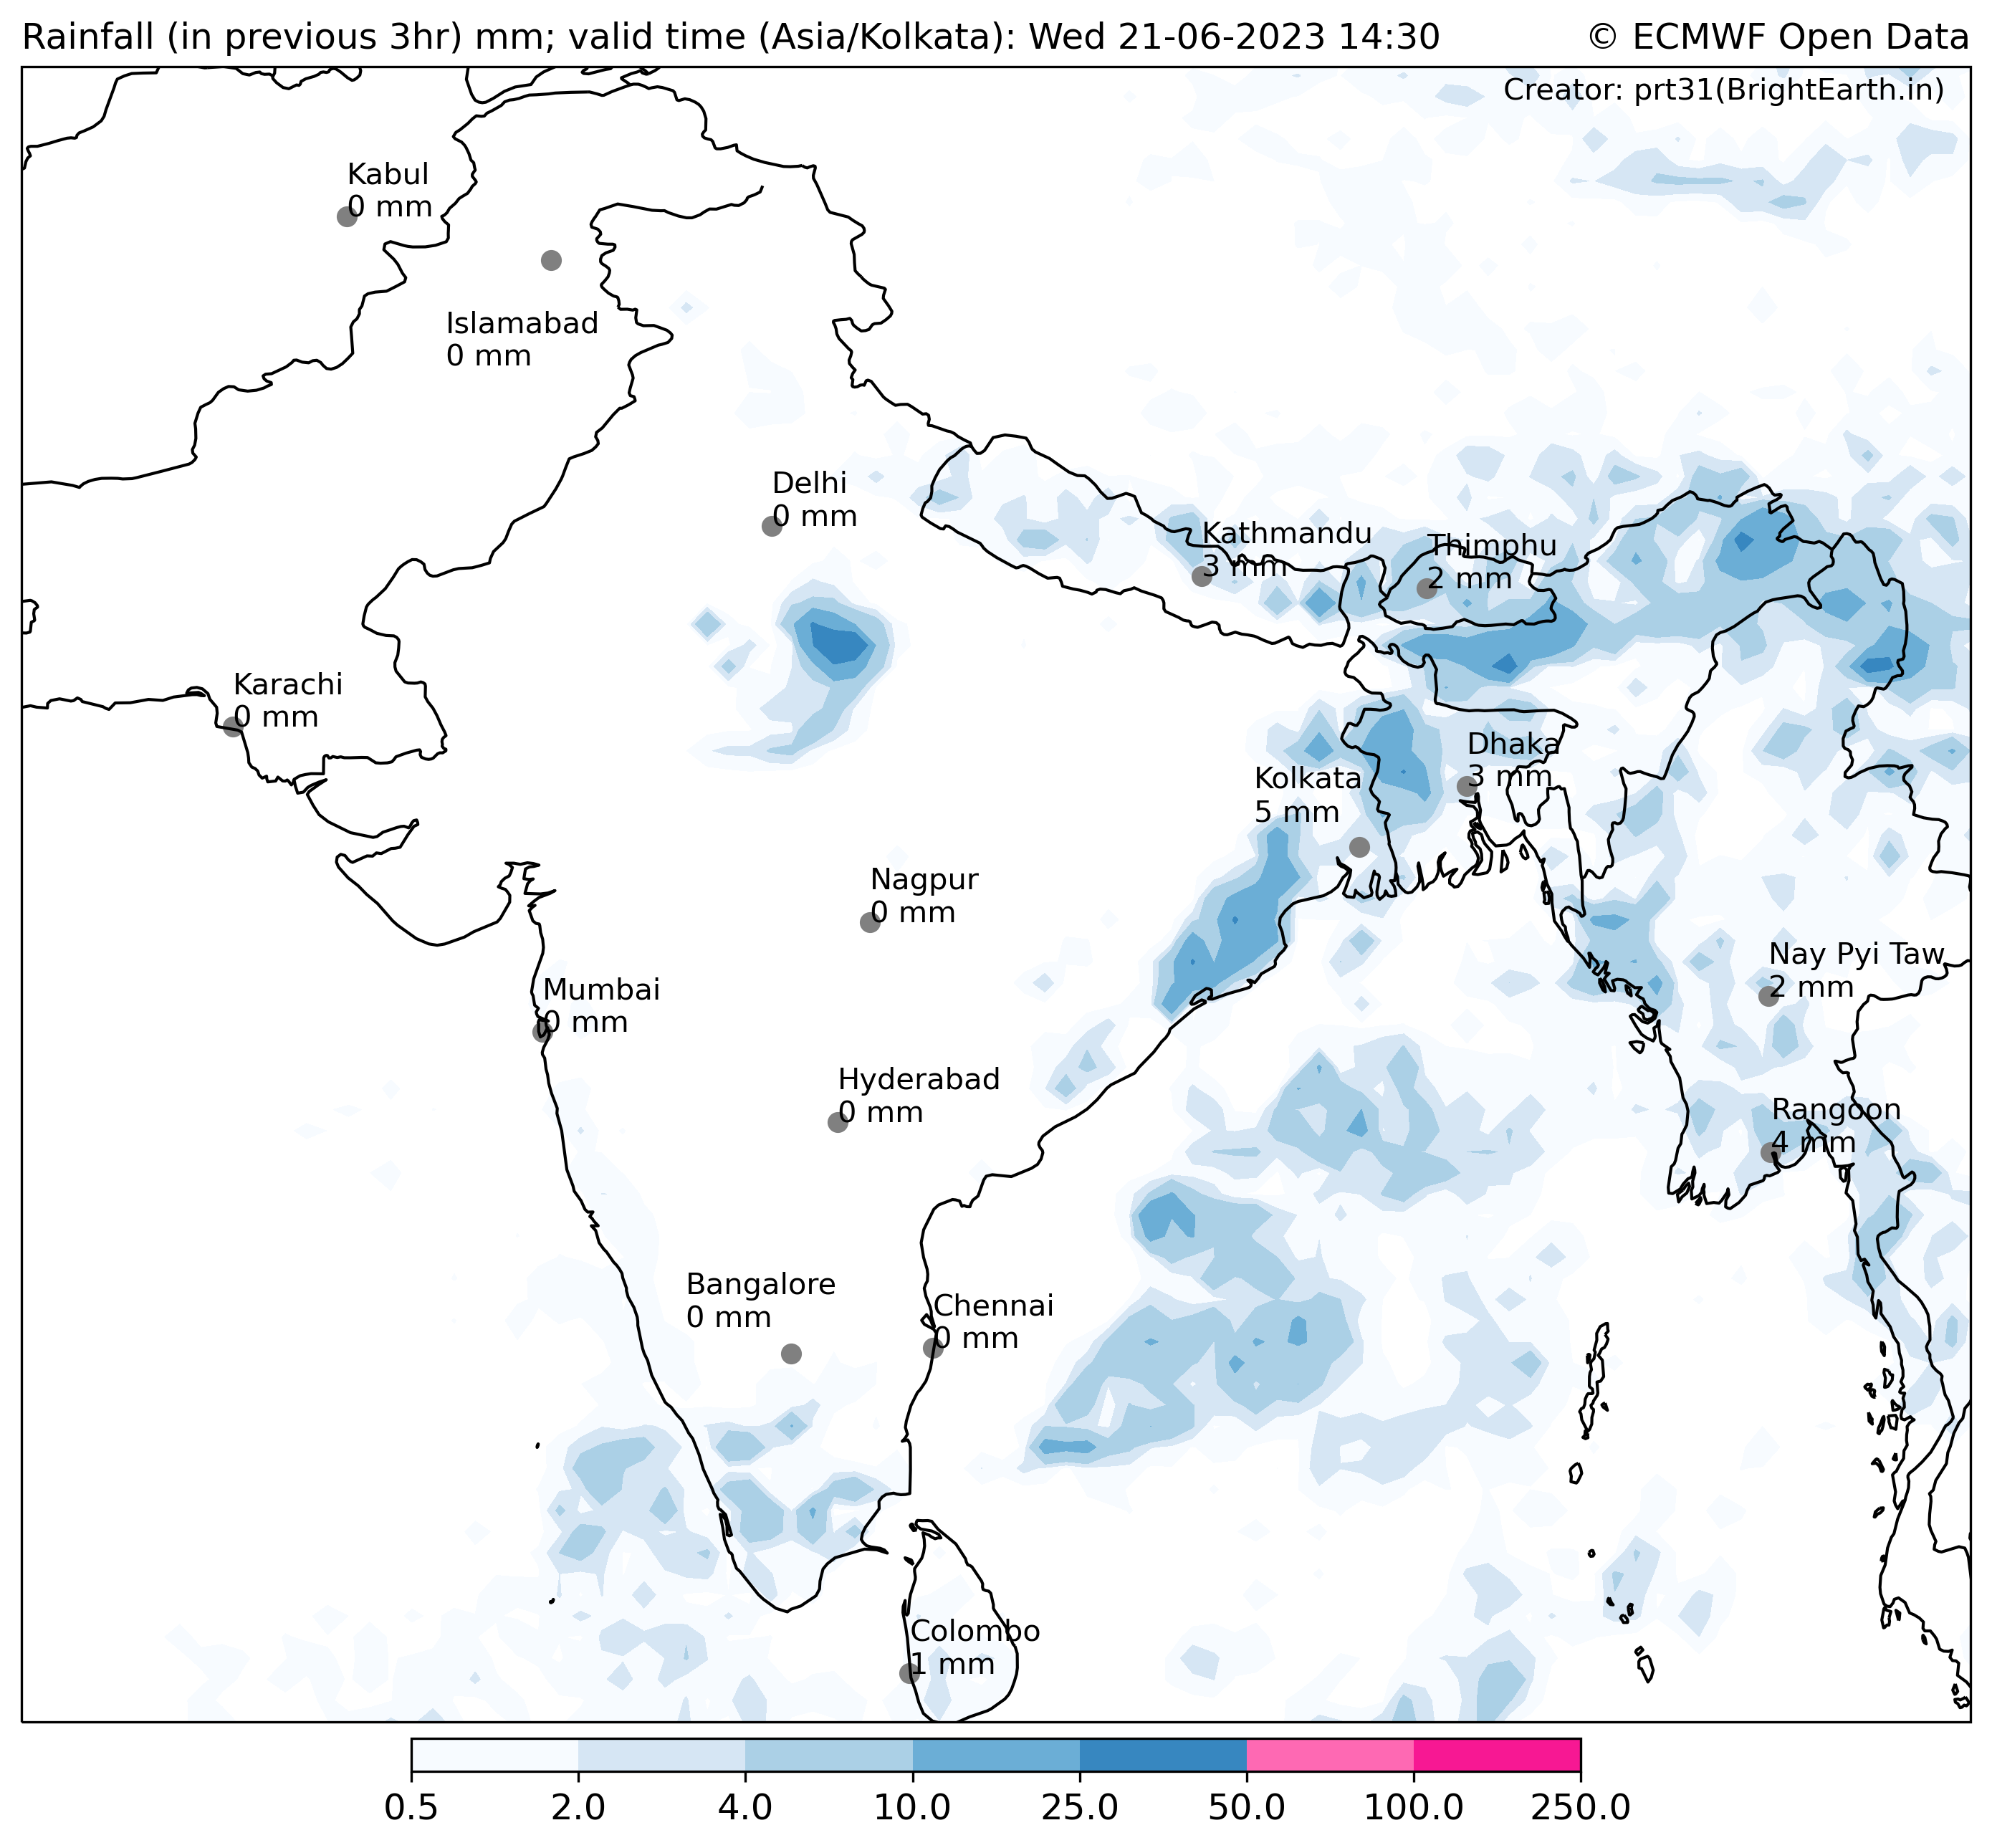 Rainfall (in previous 3hr) mm; valid time (Asia/Kolkata): Wed 21-06-2023 14:30
© ECMWF Open Data
Creator: prt31(BrightEarth.in)
Kabul
0 mm
Islamabad
0 mm
Delhi
0 mm
Kathmandu
3 mm
Thimphu
2 mm
Karachi
0 mm
Dhaka
3 mm
Kolkata
5 mm
Nagpur
0 mm
Nay Pyi Taw
2 mm
Mumbai
0 mm
Hyderabad
0 mm
Rangoon
4 mm
Bangalore
0 mm
Chennai
0 mm
Colombo
1 mm
0.5 2.0 4.0 10.0 25.0 50.0 100.0 250.0